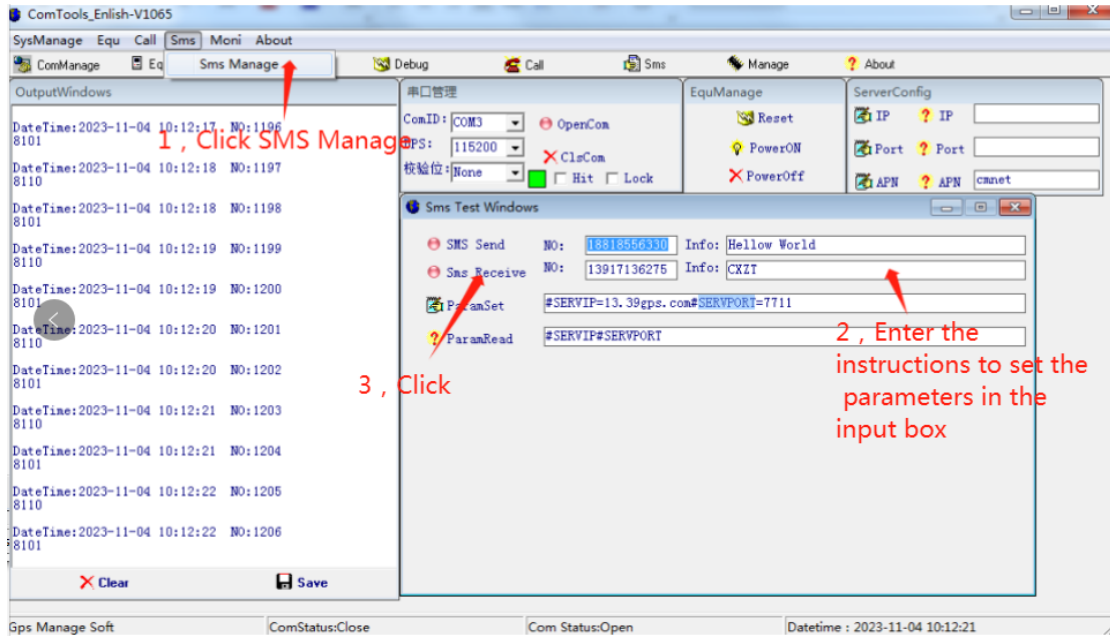 ComTools_Enlish-V1065
SysManage Equ Call Sms Moni About
Sms Manage
ComManage Eq Debug Call Sms Manage About
OutputWindows
DateTime:2023-11-04 10:12:17 NO:1196
8101
DateTime:2023-11-04 10:12:18 NO:1197
8110
DateTime:2023-11-04 10:12:18 NO:1198
8101
DateTime:2023-11-04 10:12:19 NO:1199
8110
DateTime:2023-11-04 10:12:19 NO:1200
8101
DateTime:2023-11-04 10:12:20 NO:1201
8110
DateTime:2023-11-04 10:12:20 NO:1202
8101
DateTime:2023-11-04 10:12:21 NO:1203
8110
DateTime:2023-11-04 10:12:21 NO:1204
8101
DateTime:2023-11-04 10:12:22 NO:1205
8110
DateTime:2023-11-04 10:12:22 NO:1206
8101
Clear Save
1，Click SMS Manage
串口管理
ComID: COM3 OpenCom
BPS: 115200 ClsCom
校验位: None Hit Lock
EquManage
Reset
PowerON
PowerOff
ServerConfig
IP ? IP
Port ? Port
APN ? APN cmnet
Sms Test Windows
SMS Send NO: 18818556330 Info: Hellow World
Sms Receive NO: 13917136275 Info: CXZT
ParamSet #SERVIP=13.39gps.com#SERVPORT=7711
? ParamRead #SERVIP#SERVPORT
2，Enter the
instructions to set the
parameters in the
input box
3，Click
Gps Manage Soft ComStatus:Close Com Status:Open Datetime : 2023-11-04 10:12:21